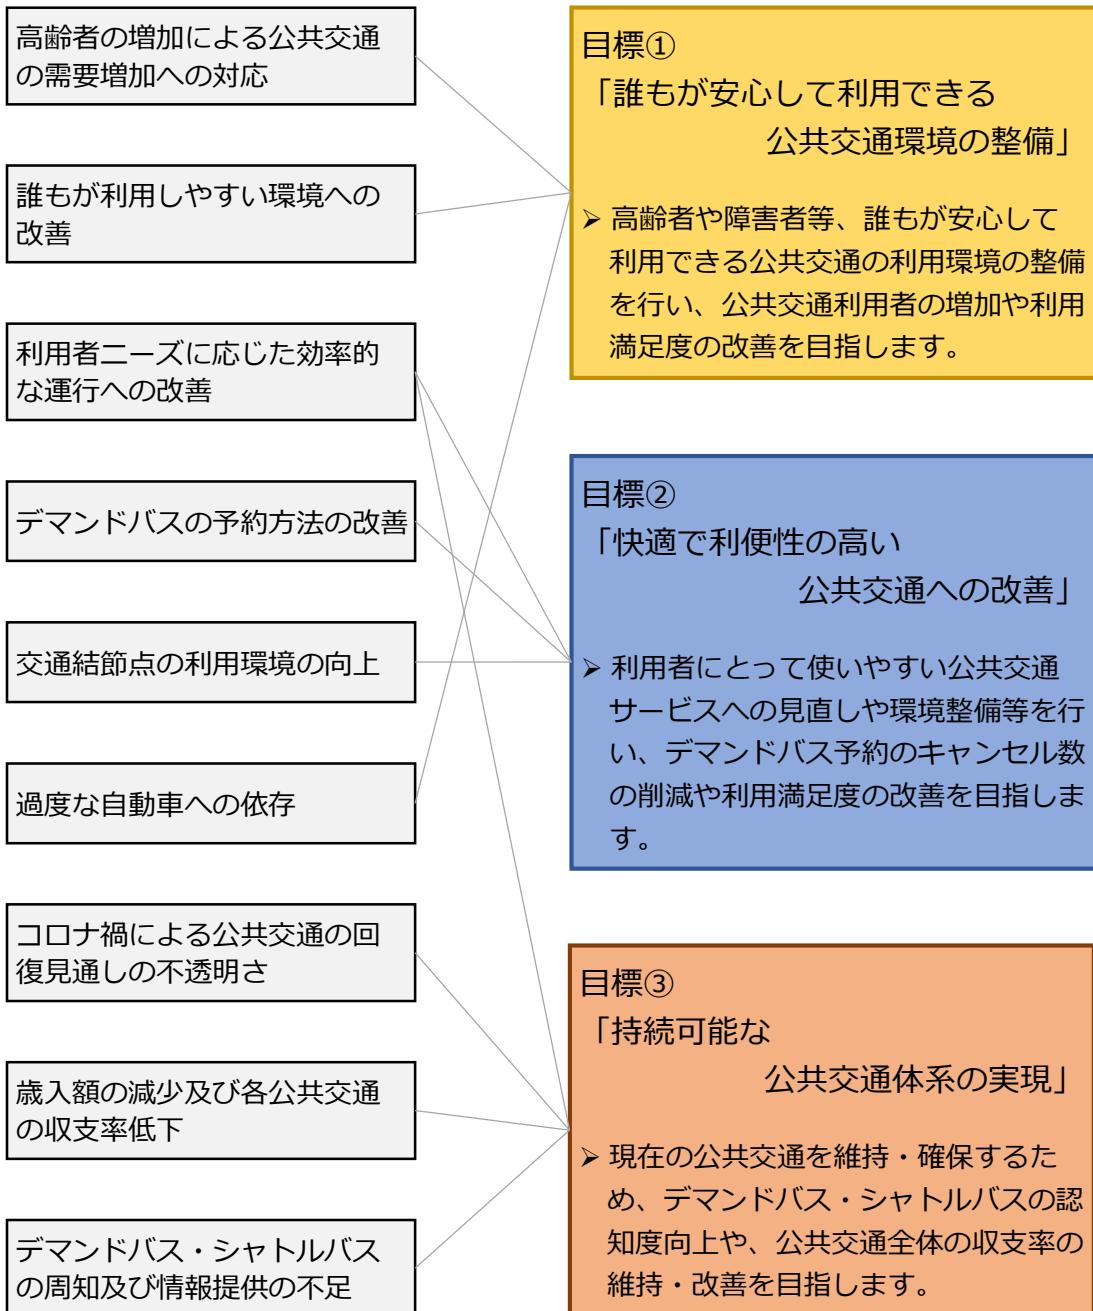 高齢者の増加による公共交通
の需要増加への対応
誰もが利用しやすい環境への
改善
利用者ニーズに応じた効率的
な運行への改善
デマンドバスの予約方法の改善
交通結節点の利用環境の向上
過度な自動車への依存
コロナ禍による公共交通の回
復見通しの不透明さ
歳入額の減少及び各公共交通
の収支率低下
デマンドバス・シャトルバス
の周知及び情報提供の不足
目標①
「誰もが安心して利用できる
公共交通環境の整備」
➢ 高齢者や障害者等、誰もが安心して
利用できる公共交通の利用環境の整備
を行い、公共交通利用者の増加や利用
満足度の改善を目指します。
目標②
「快適で利便性の高い
公共交通への改善」
➢ 利用者にとって使いやすい公共交通
サービスへの見直しや環境整備等を行
い、デマンドバス予約のキャンセル数
の削減や利用満足度の改善を目指しま
す。
目標③
「持続可能な
公共交通体系の実現」
➢ 現在の公共交通を維持・確保するた
め、デマンドバス・シャトルバスの認
知度向上や、公共交通全体の収支率の
維持・改善を目指します。